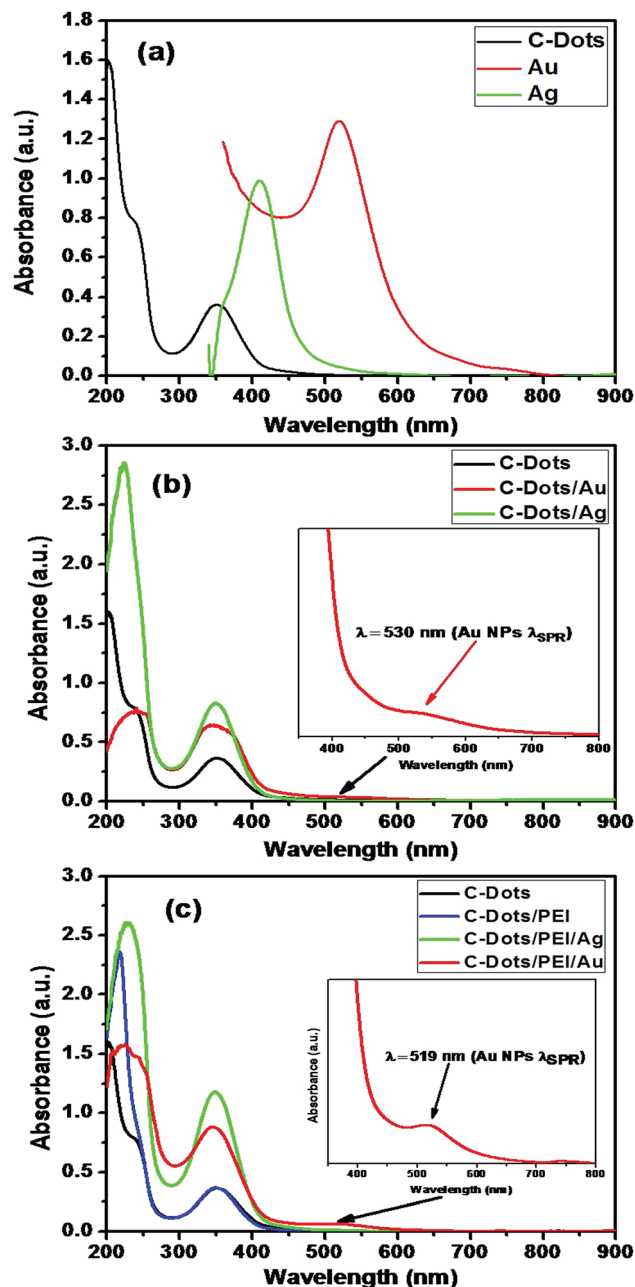 (a)
C-Dots
Au
Ag
1.8
1.6
1.4
1.2
1.0
0.8
0.6
0.4
0.2
0.0
Absorbance (a.u.)
200 300 400 500 600 700 800 900
Wavelength (nm)
(b)
C-Dots
C-Dots/Au
C-Dots/Ag
3.0
2.5
2.0
1.5
1.0
0.5
0.0
Absorbance (a.u.)
λ = 530 nm (Au NPs λSPR)
400 500 600 700 800
Wavelength (nm)
200 300 400 500 600 700 800 900
Wavelength (nm)
(c)
C-Dots
C-Dots/PEI
C-Dots/PEI/Ag
C-Dots/PEI/Au
3.0
2.5
2.0
1.5
1.0
0.5
0.0
Absorbance (a.u.)
Absorbance (a.u.)
λ=519 nm (Au NPs λSPR)
400 500 600 700 800
Wavelength (nm)
200 300 400 500 600 700 800 900
Wavelength (nm)